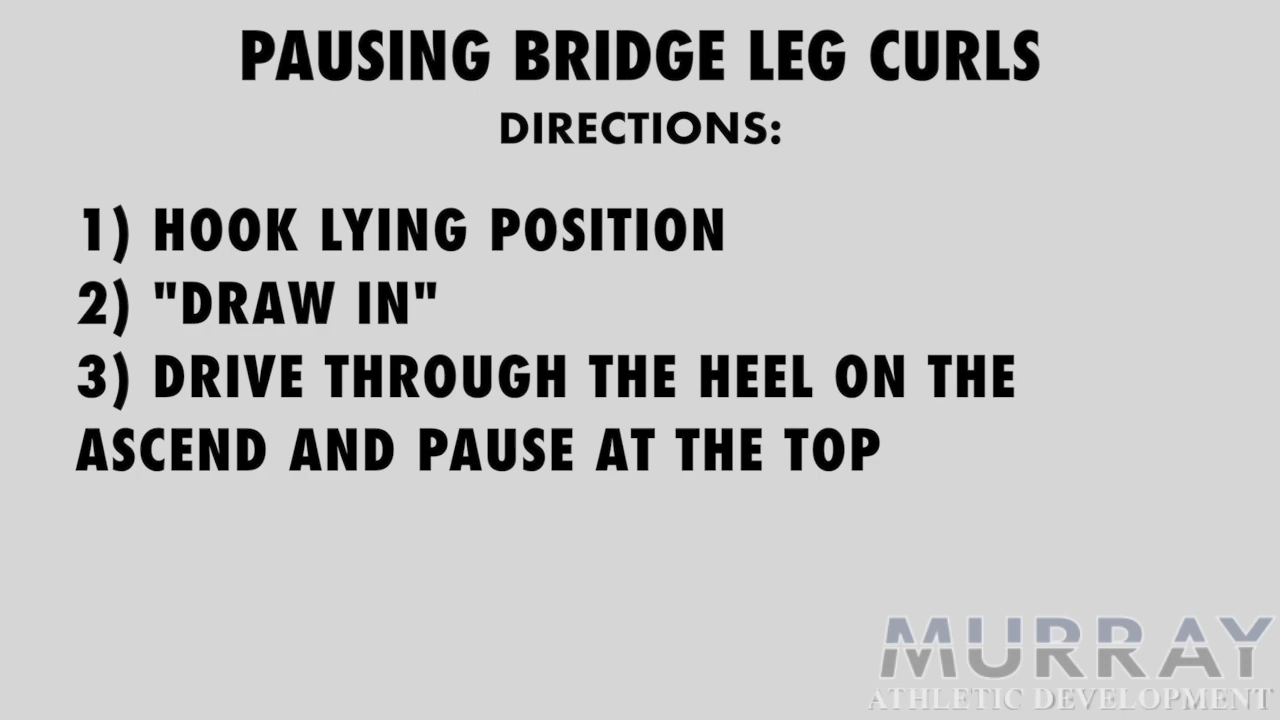 PAUSING BRIDGE LEG CURLS
DIRECTIONS:
1) HOOK LYING POSITION
2) "DRAW IN"
3) DRIVE THROUGH THE HEEL ON THE
ASCEND AND PAUSE AT THE TOP
MURRAY
ATHLETIC DEVELOPMENT